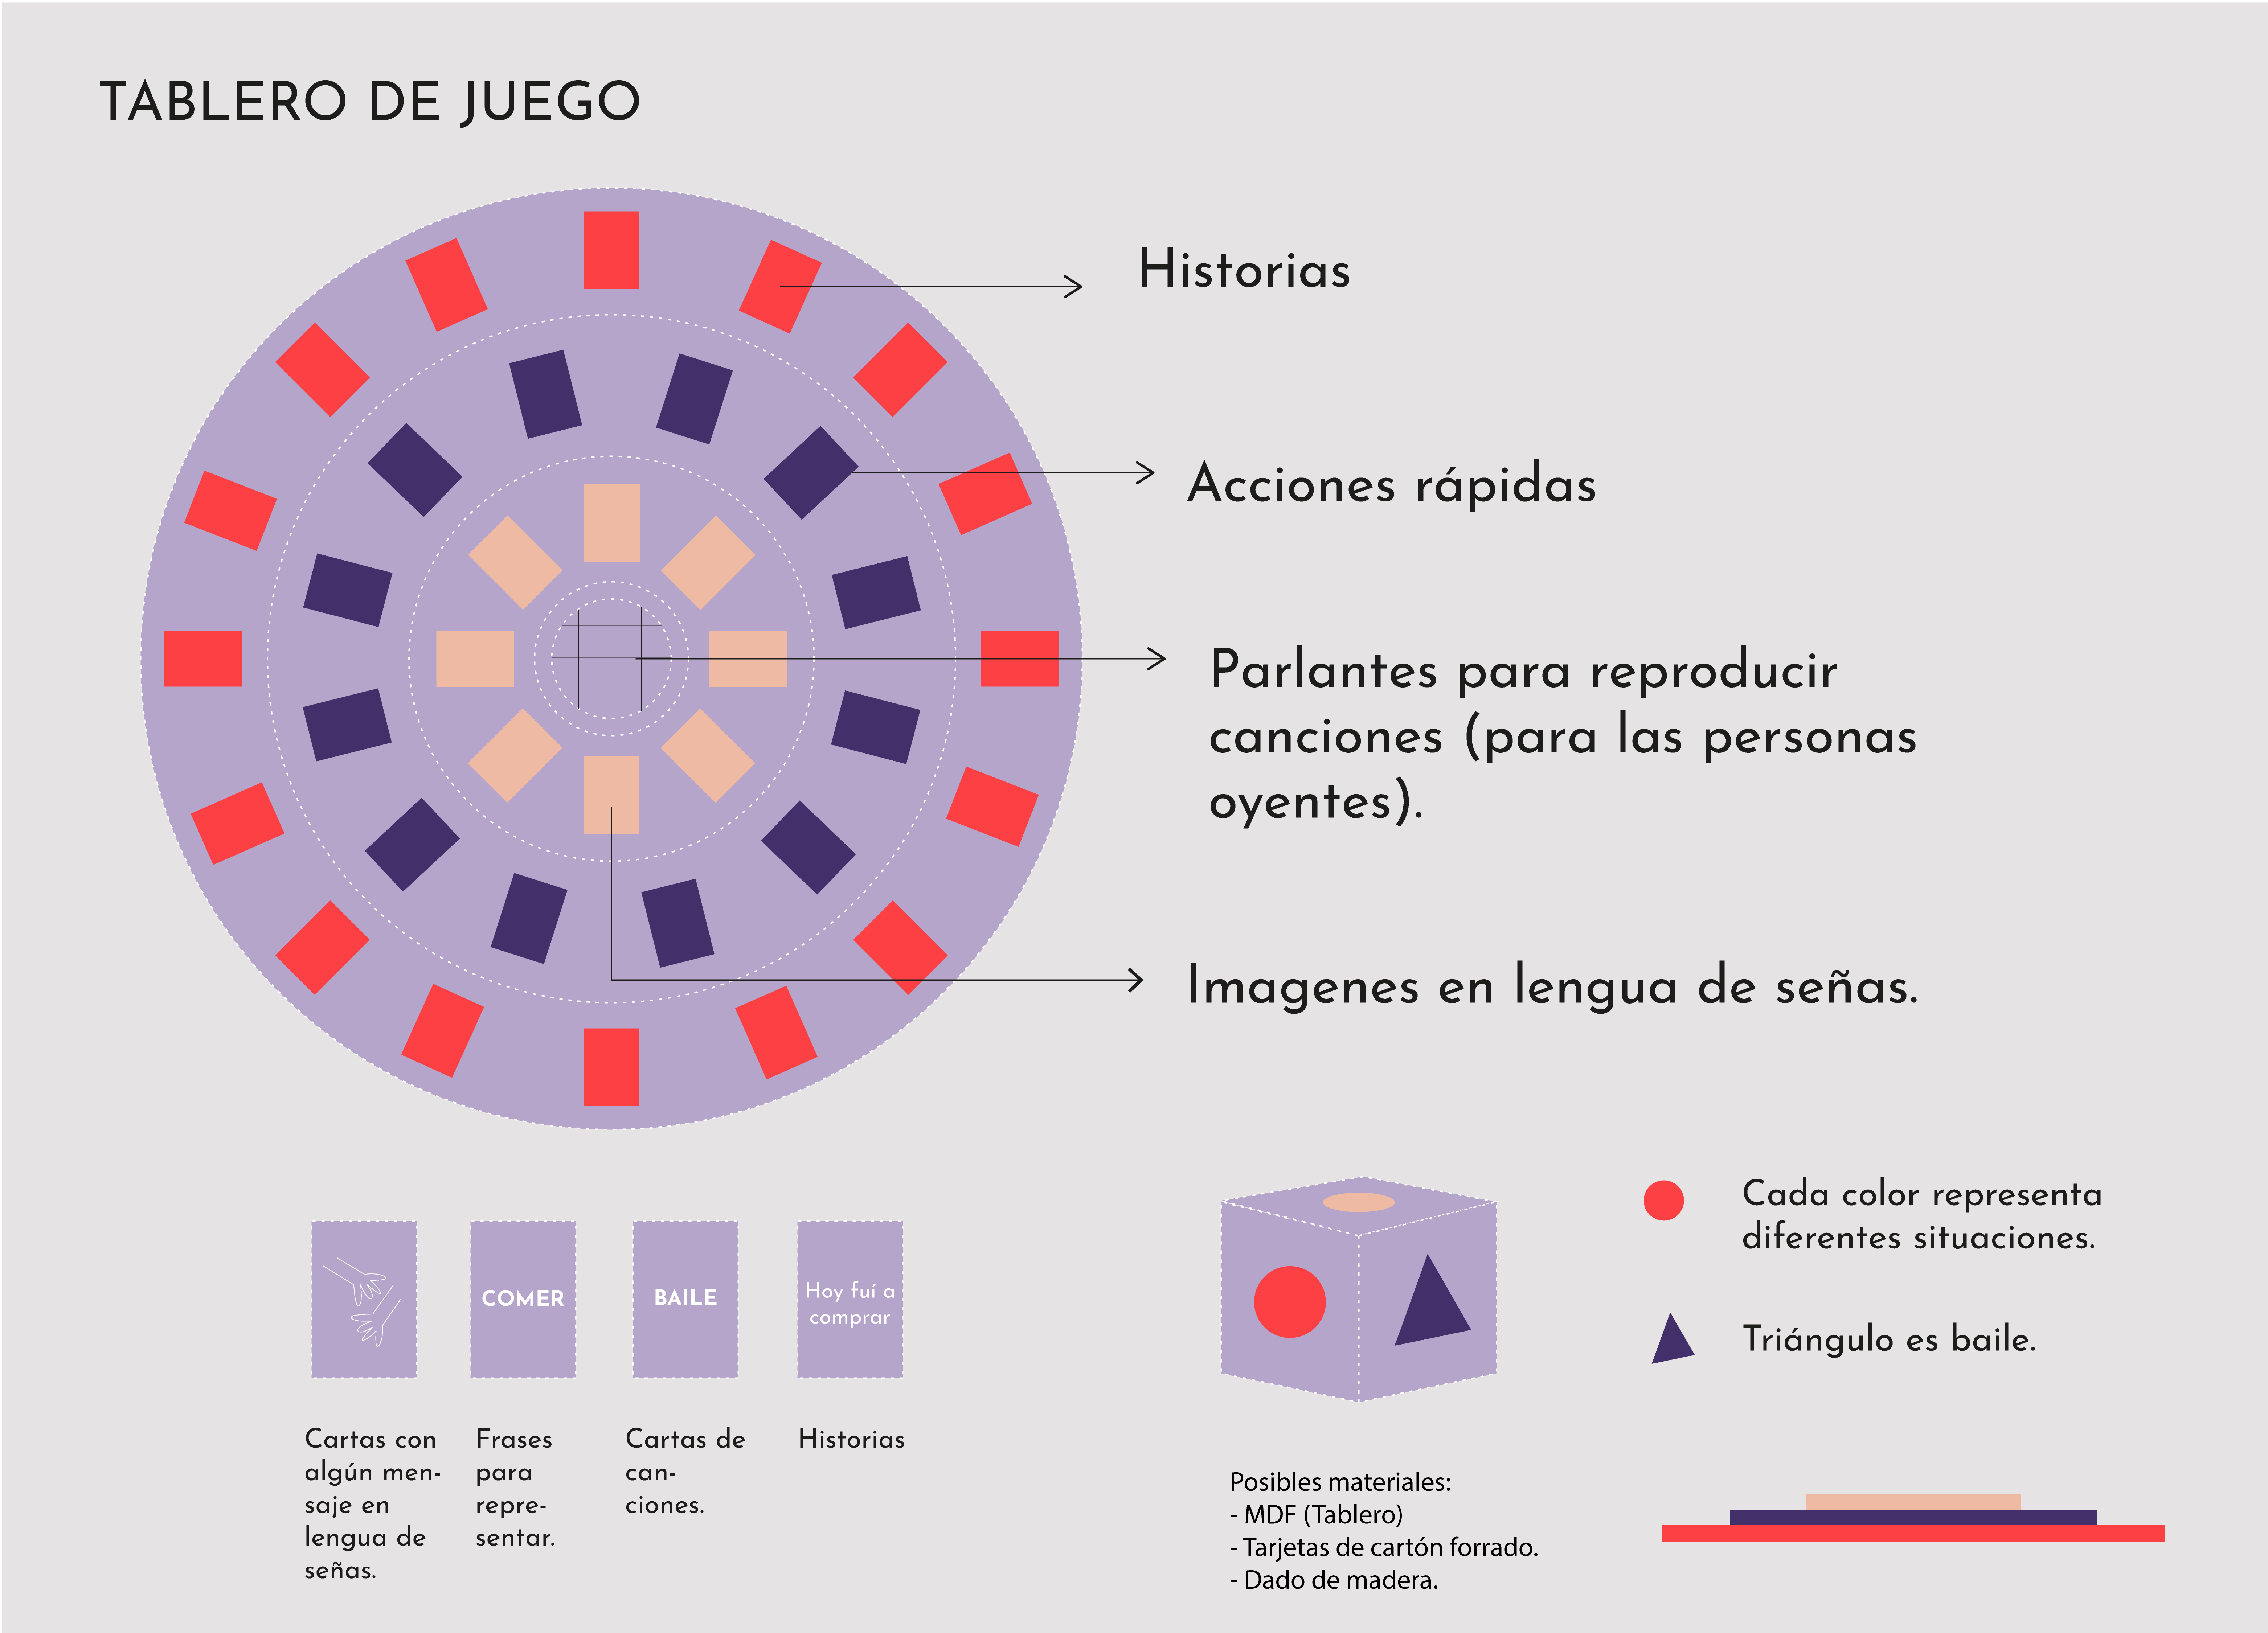 TABLERO DE JUEGO
Historias
Acciones rápidas
Parlantes para reproducir
canciones (para las personas
oyentes).
Imagenes en lengua de señas.
COMER
BAILE
Hoy fuí a
comprar
Cartas con
algún men-
saje en
lengua de
señas.
Frases
para
repre-
sentar.
Cartas de
can-
ciones.
Historias
Cada color representa
diferentes situaciones.
Triángulo es baile.
Posibles materiales:
- MDF (Tablero)
- Tarjetas de cartón forrado.
- Dado de madera.